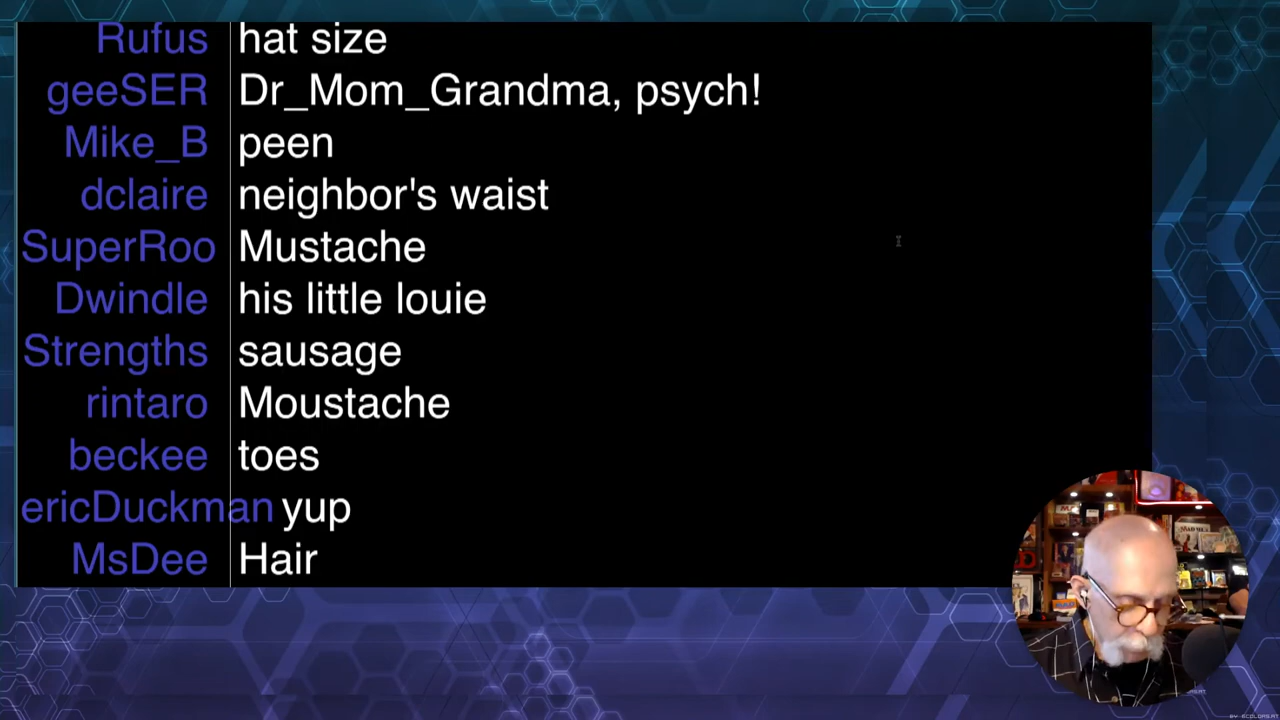 Rufus hat size
geeSER Dr_Mom_Grandma, psych!
Mike_B peen
dclaire neighbor's waist
SuperRoo Mustache
Dwindle his little louie
Strengths sausage
rintaro Moustache
beckee toes
ericDuckman yup
MsDee Hair